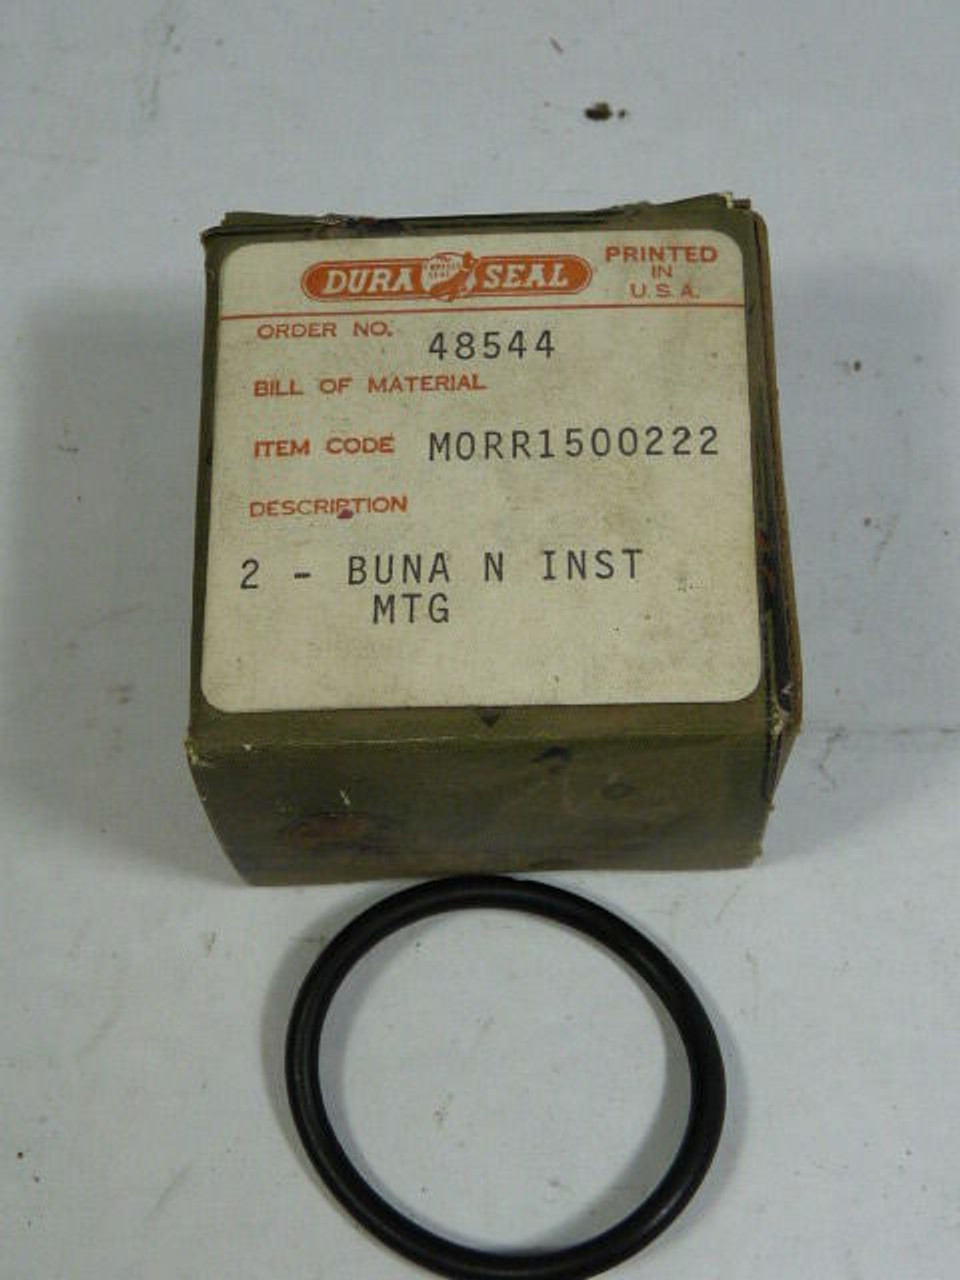 DURA SEAL
PRINTED
IN
U.S.A.
ORDER NO. 48544
BILL OF MATERIAL
ITEM CODE MORR1500222
DESCRIPTION
2 - BUNA N INST
MTG